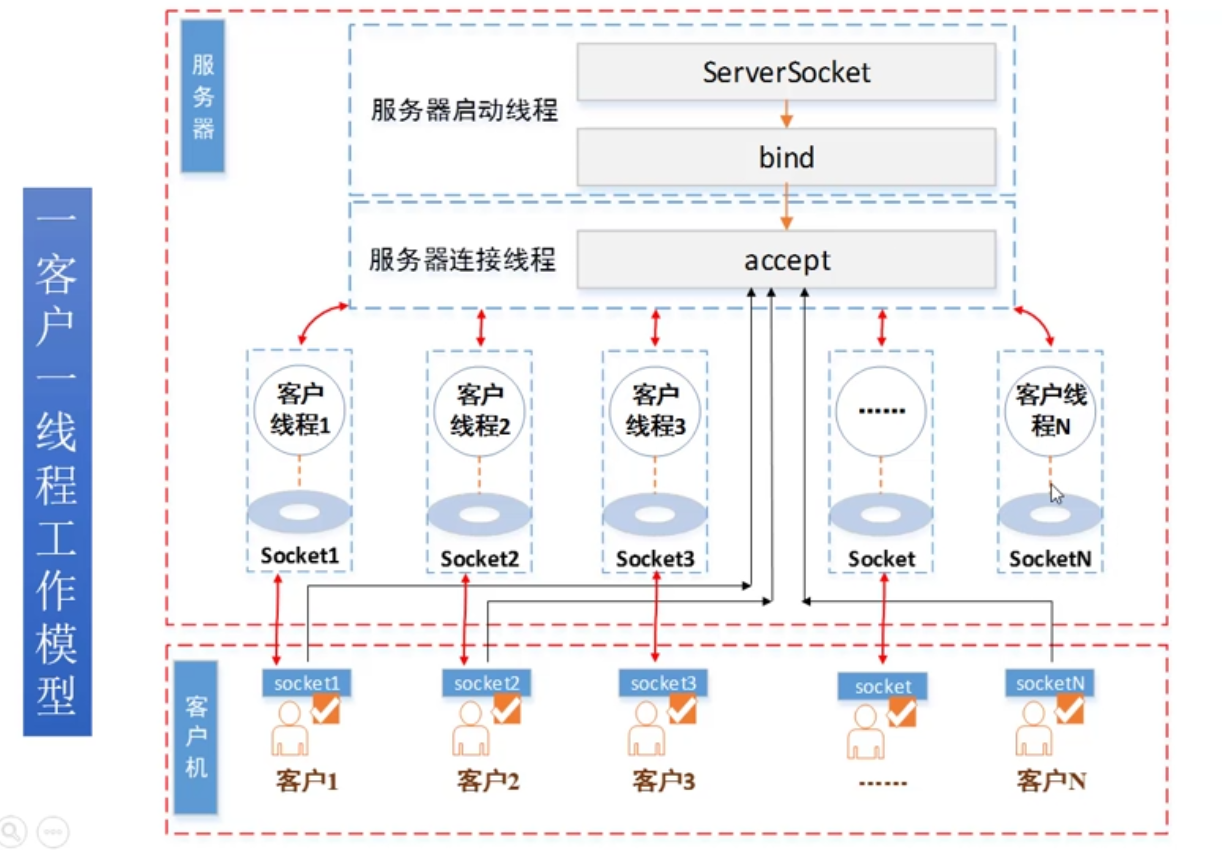 一客户一线程工作模型
服务器
服务器启动线程
ServerSocket
bind
服务器连接线程
accept
客户
线程1
客户
线程2
客户
线程3
······
客户线
程N
Socket1
Socket2
Socket3
Socket
SocketN
客户机
socket1
socket2
socket3
socket
socketN
客户1
客户2
客户3
······
客户N